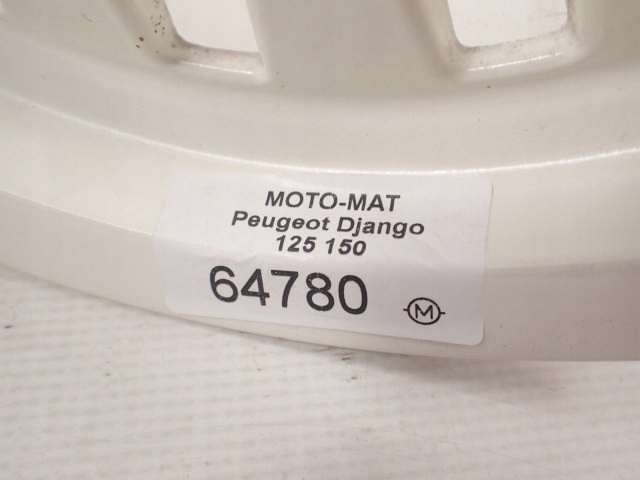 MOTO-MAT
Peugeot Django
125 150
64780 M